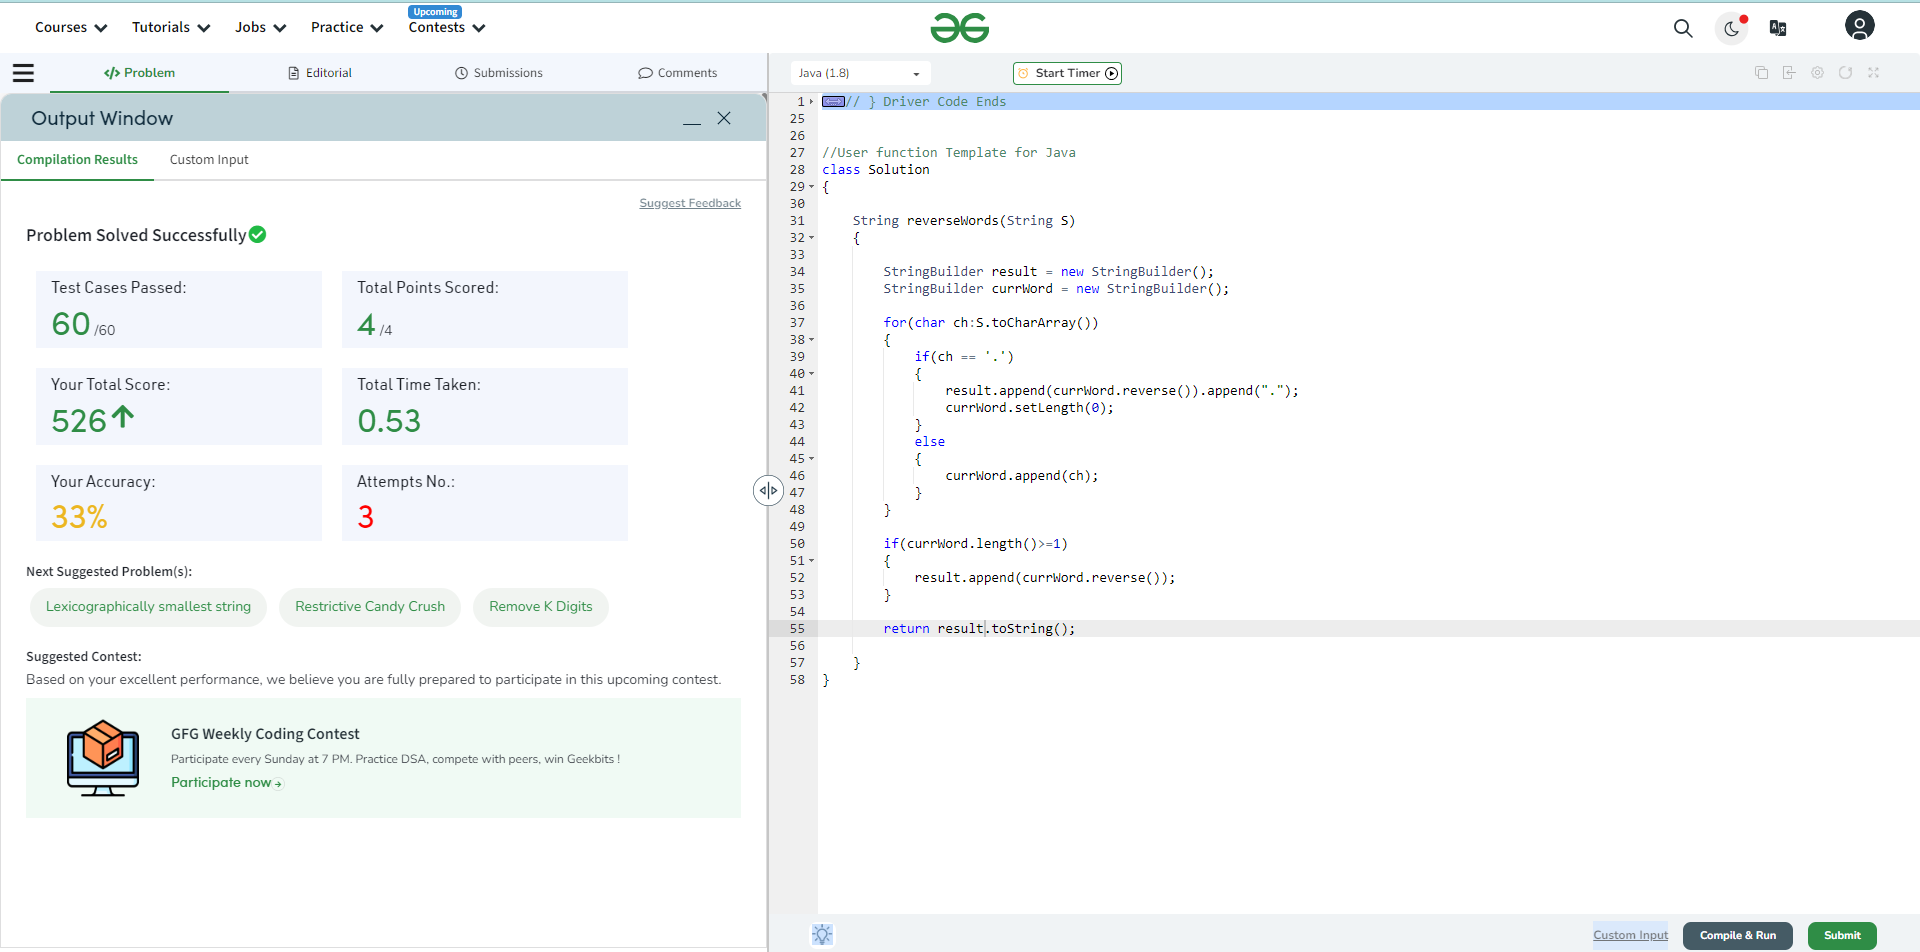 Upcoming
Courses Tutorials Jobs Practice Contests
Problem Editorial Submissions Comments
Output Window
Compilation Results Custom Input
Suggest Feedback
Problem Solved Successfully
Test Cases Passed: Total Points Scored:
60 /60 4 /4
Your Total Score: Total Time Taken:
526 0.53
Your Accuracy: Attempts No.:
33% 3
Next Suggested Problem(s):
Lexicographically smallest string Restrictive Candy Crush Remove K Digits
Suggested Contest:
Based on your excellent performance, we believe you are fully prepared to participate in this upcoming contest.
GFG Weekly Coding Contest
Participate every Sunday at 7 PM. Practice DSA, compete with peers, win Geekbits !
Participate now
Java (1.8) Start Timer
1 // } Driver Code Ends
25
26
27 //User function Template for Java
28 class Solution
29 {
30
31 String reverseWords(String S)
32 {
33
34 StringBuilder result = new StringBuilder();
35 StringBuilder currWord = new StringBuilder();
36
37 for(char ch:S.toCharArray())
38 {
39 if(ch == '.')
40 {
41 result.append(currWord.reverse()).append(".");
42 currWord.setLength(0);
43 }
44 else
45 {
46 currWord.append(ch);
47 }
48 }
49
50 if(currWord.length()>=1)
51 {
52 result.append(currWord.reverse());
53 }
54
55 return result.toString();
56
57 }
58 }
Custom Input Compile & Run Submit